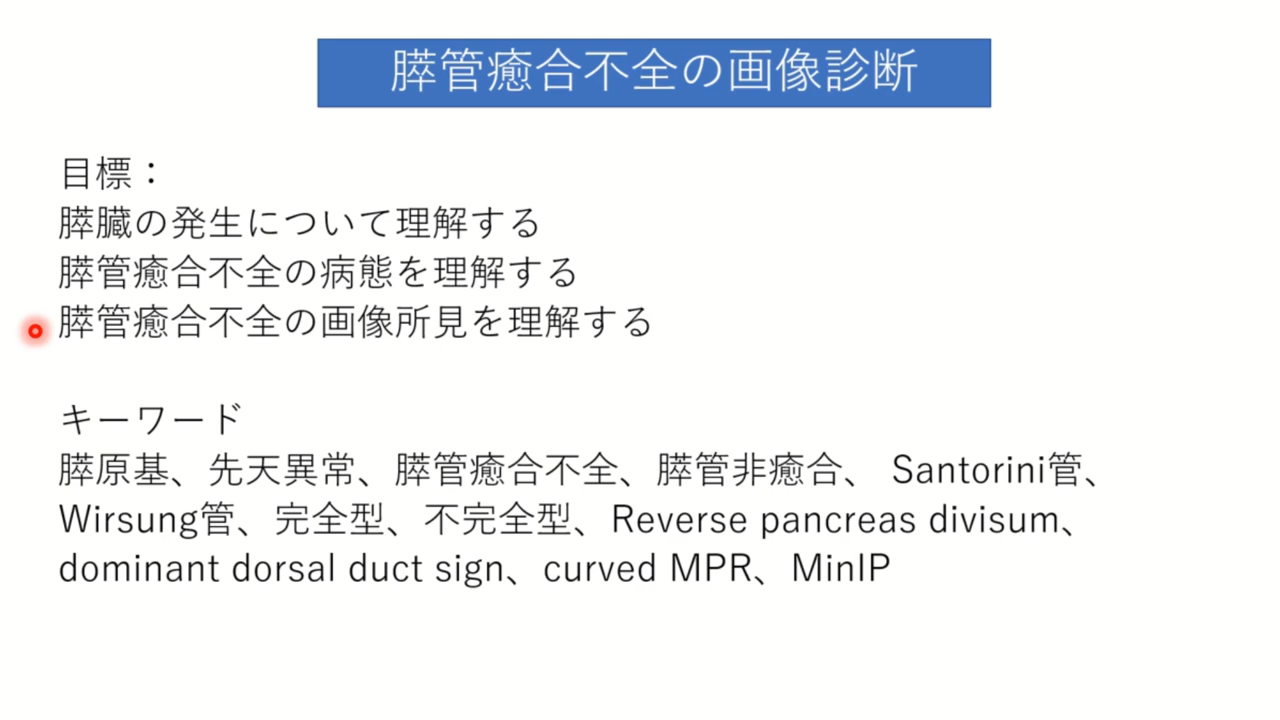 膵管癒合不全の画像診断
目標：
膵臓の発生について理解する
膵管癒合不全の病態を理解する
膵管癒合不全の画像所見を理解する
キーワード
膵原基、先天異常、膵管癒合不全、膵管非癒合、 Santorini管、
Wirsung管、完全型、不完全型、Reverse pancreas divisum、
dominant dorsal duct sign、curved MPR、MinIP